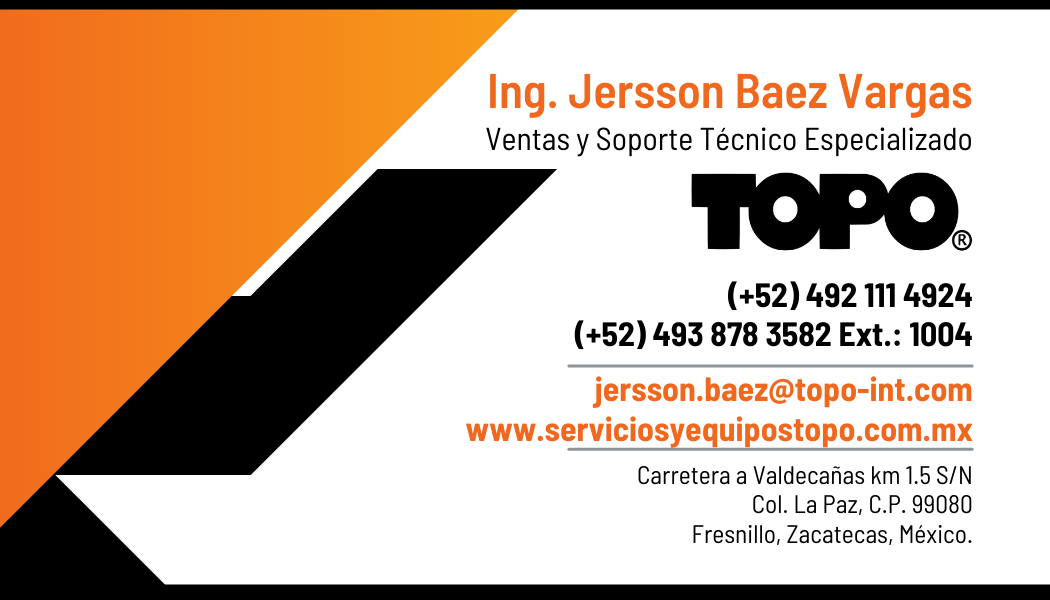 Ing. Jersson Baez Vargas
Ventas y Soporte Técnico Especializado
TOPO®
(+52) 492 111 4924
(+52) 493 878 3582 Ext.: 1004
jersson.baez@topo-int.com
www.serviciosyequipostopo.com.mx
Carretera a Valdecañas km 1.5 S/N
Col. La Paz, C.P. 99080
Fresnillo, Zacatecas, México.